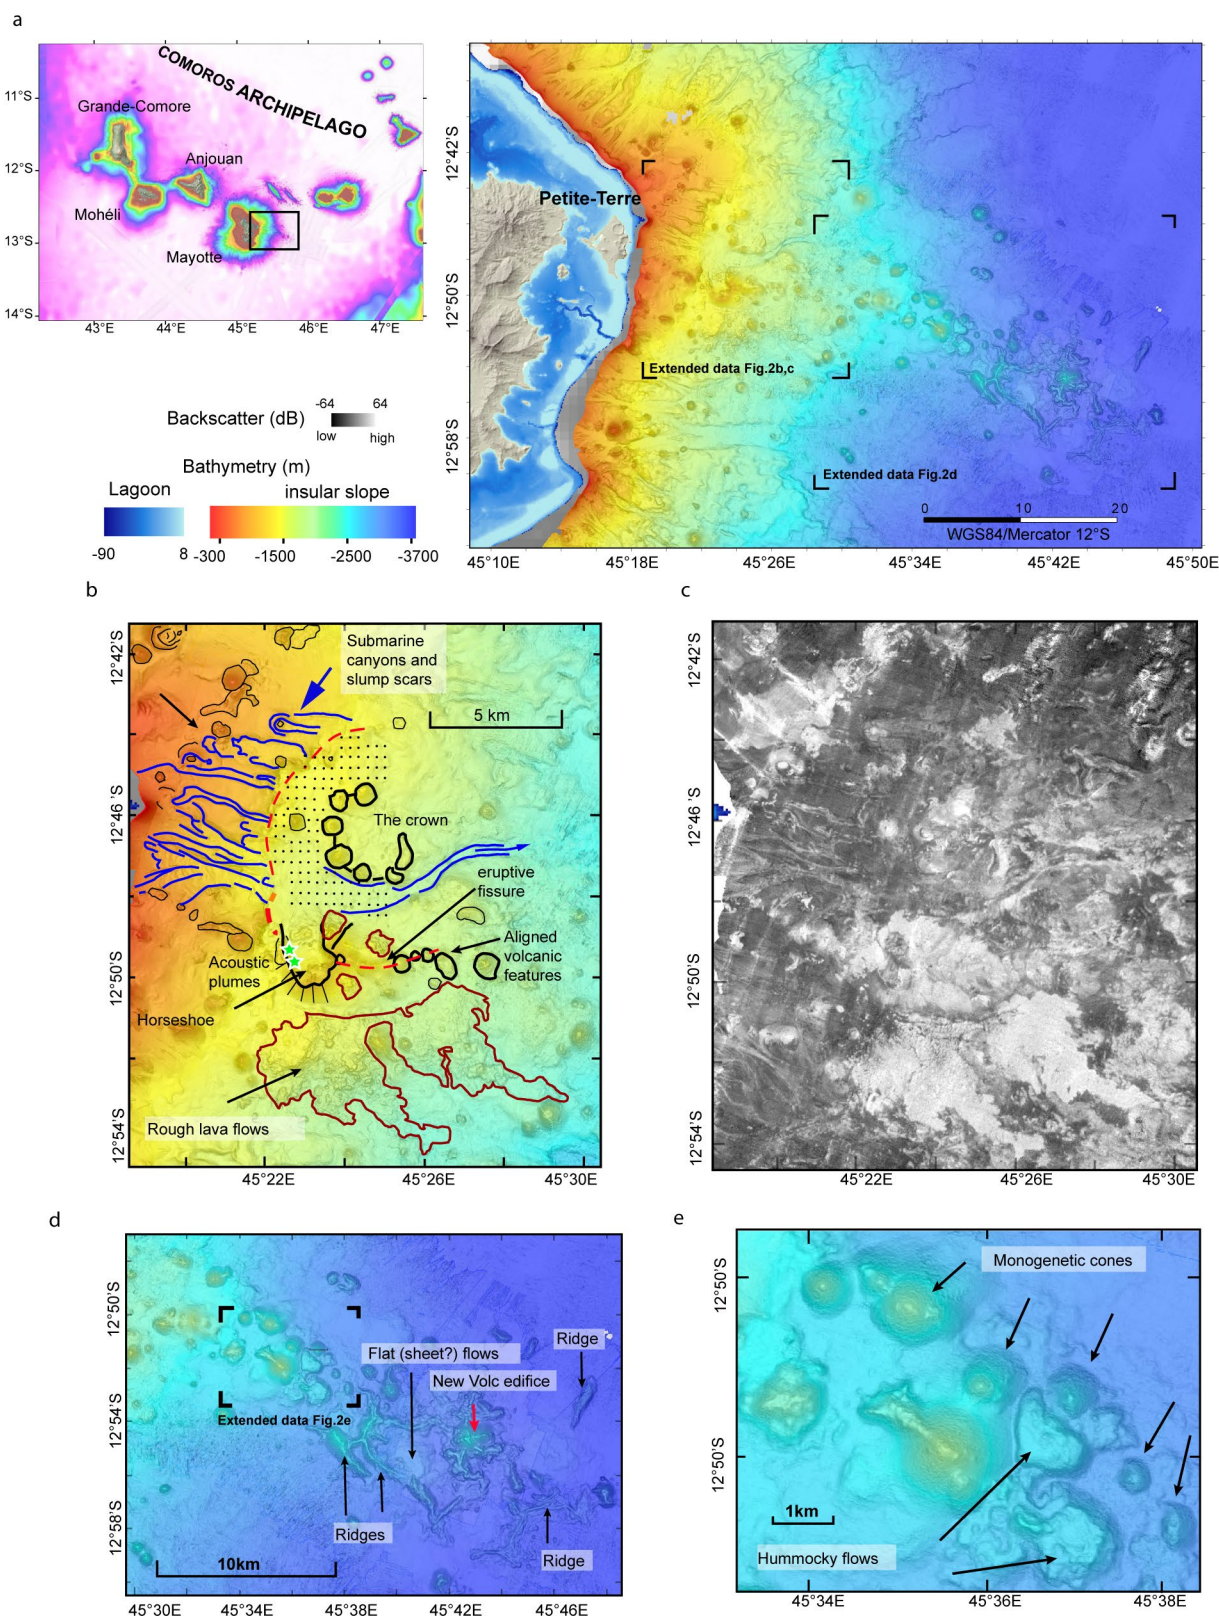 a
COMOROS ARCHIPELAGO
Grande-Comore
Anjouan
Mohéli
Mayotte
11°S
12°S
13°S
14°S
43°
44°E
45°E
46°E
47°E
Backscatter (dB)
-64 64
low high
Bathymetry (m)
Lagoon insular slope
-90 8 -300 -1500 -2500 -3700
Petite-Terre
Extended data Fig.2b,c
Extended data Fig.2d
0 10 20
WGS84/Mercator 12°S
12°42'S
12°50'S
12°58'S
45°10E 45°18E 45°26E 45°34E 45°42E 45°50E
b
Submarine
canyons and
slump scars
5 km
The crown
eruptive
fissure
Aligned
volcanic
features
Acoustic
plumes
Horseshoe
Rough lava flows
12°42'S
12°46'S
12°50'S
12°54'S
45°22E 45°26E 45°30E
c
12°42'S
12°46'S
12°50'S
12°54'S
45°22E 45°26E 45°30E
d
Ridge
Flat (sheet?) flows
New Volc edifice
Extended data Fig.2e
Ridges
Ridge
10km
12°50'S
12°54'S
12°58'S
45°30E 45°34E 45°38E 45°42E 45°46E
e
Monogenetic cones
1km
Hummocky flows
12°50'S
12°50'S
45°34E 45°36E 45°38E